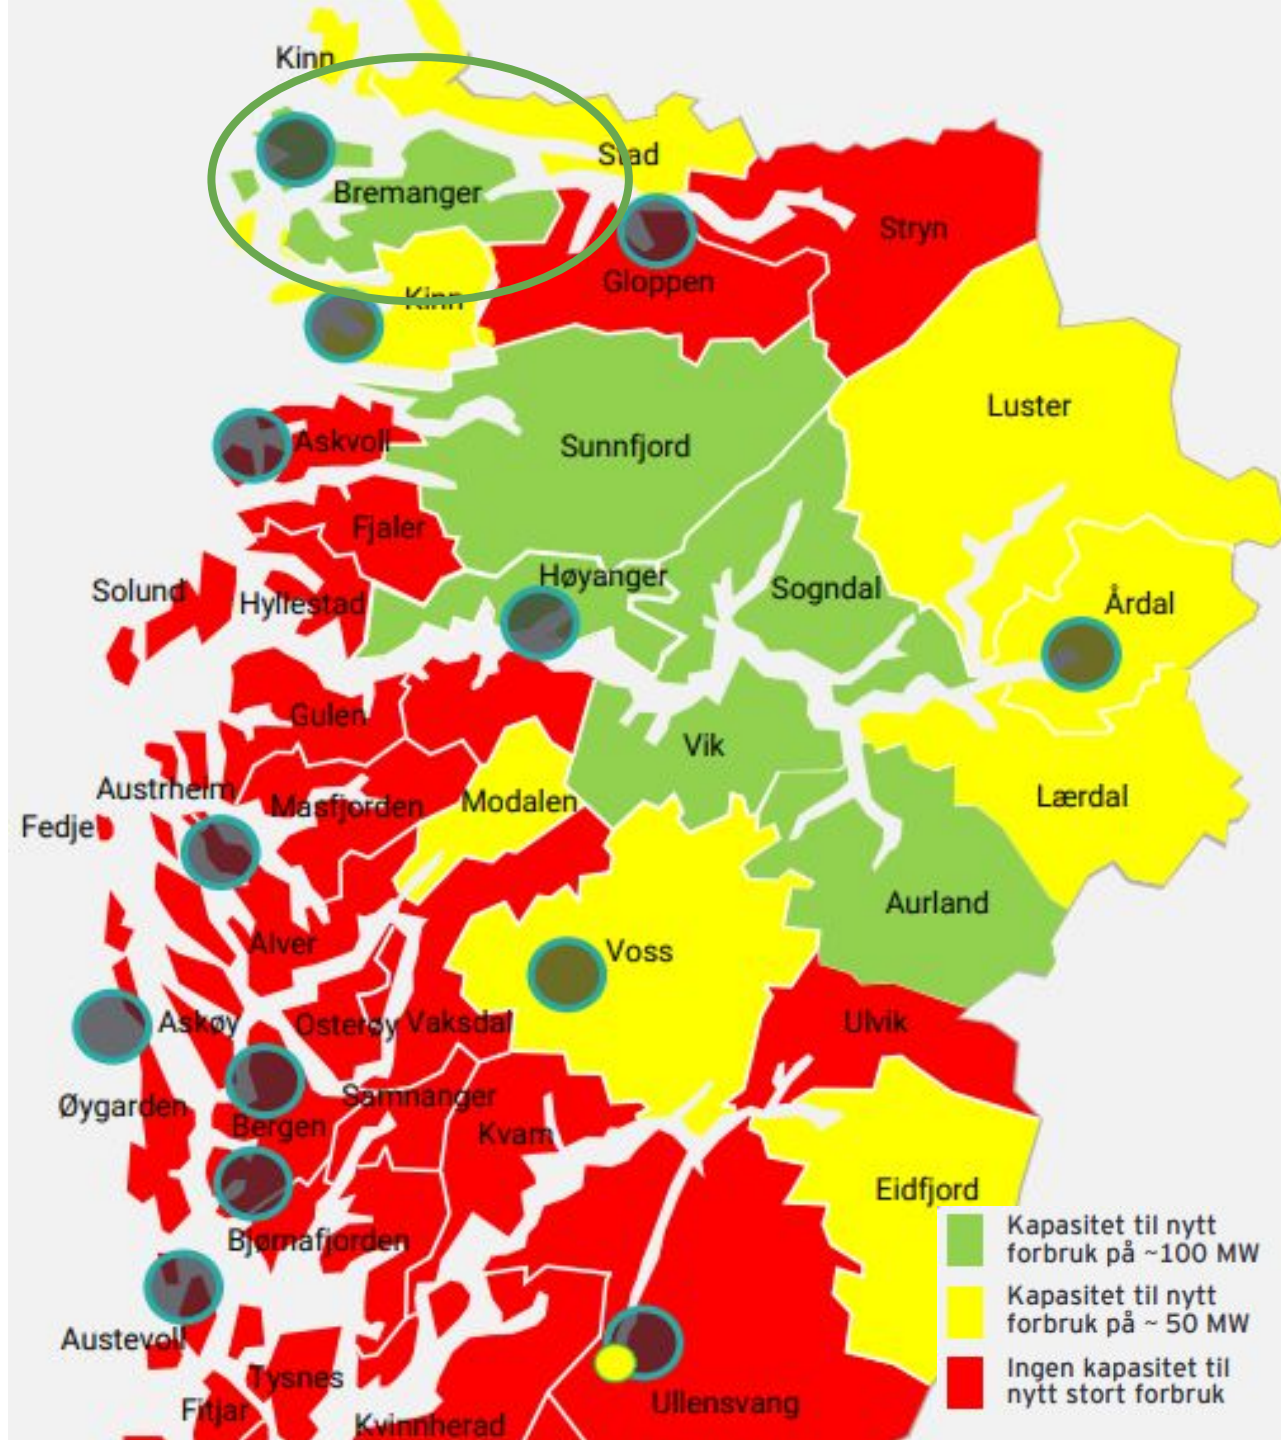 Kinn
Stad
Bremanger
Stryn
Gloppen
Kinn
Luster
Askvoll
Sunnfjord
Fjaler
Høyanger
Sogndal
Solund
Hyllestad
Årdal
Gulen
Vik
Austrheim
Masfjorden
Modalen
Lærdal
Fedje
Aurland
Alver
Voss
Askøy
Osterøy
Vaksdal
Ulvik
Samnanger
Øygarden
Bergen
Kvam
Eidfjord
Bjørnafjorden
Kapasitet til nytt
forbruk på ~100 MW
Kapasitet til nytt
forbruk på ~ 50 MW
Ingen kapasitet til
nytt stort forbruk
Austevoll
Tysnes
Fitjar
Ullensvang
Kvinnherad